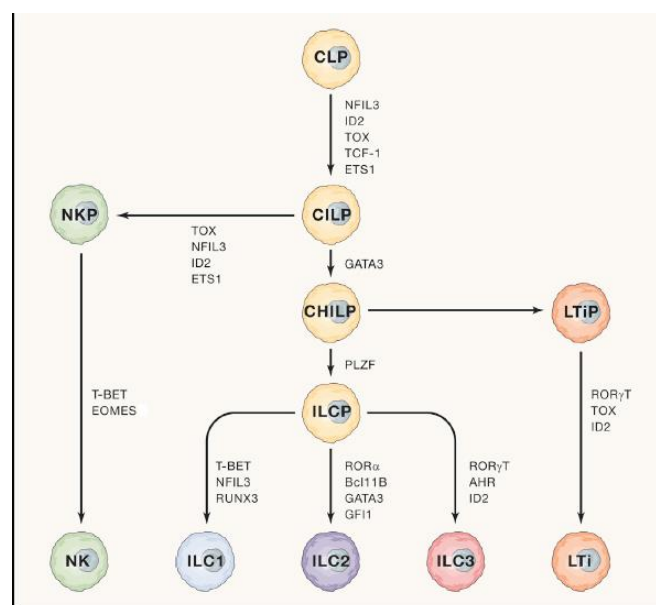 CLP
NFIL3
ID2
TOX
TCF-1
ETS1
NKP
CILP
TOX
NFIL3
ID2
ETS1
GATA3
CHILP
LTiP
PLZF
T-BET
EOMES
ILCP
RORγT
TOX
ID2
T-BET
NFIL3
RUNX3
RORα
Bcl11B
GATA3
GFI1
RORγT
AHR
ID2
NK
ILC1
ILC2
ILC3
LTi